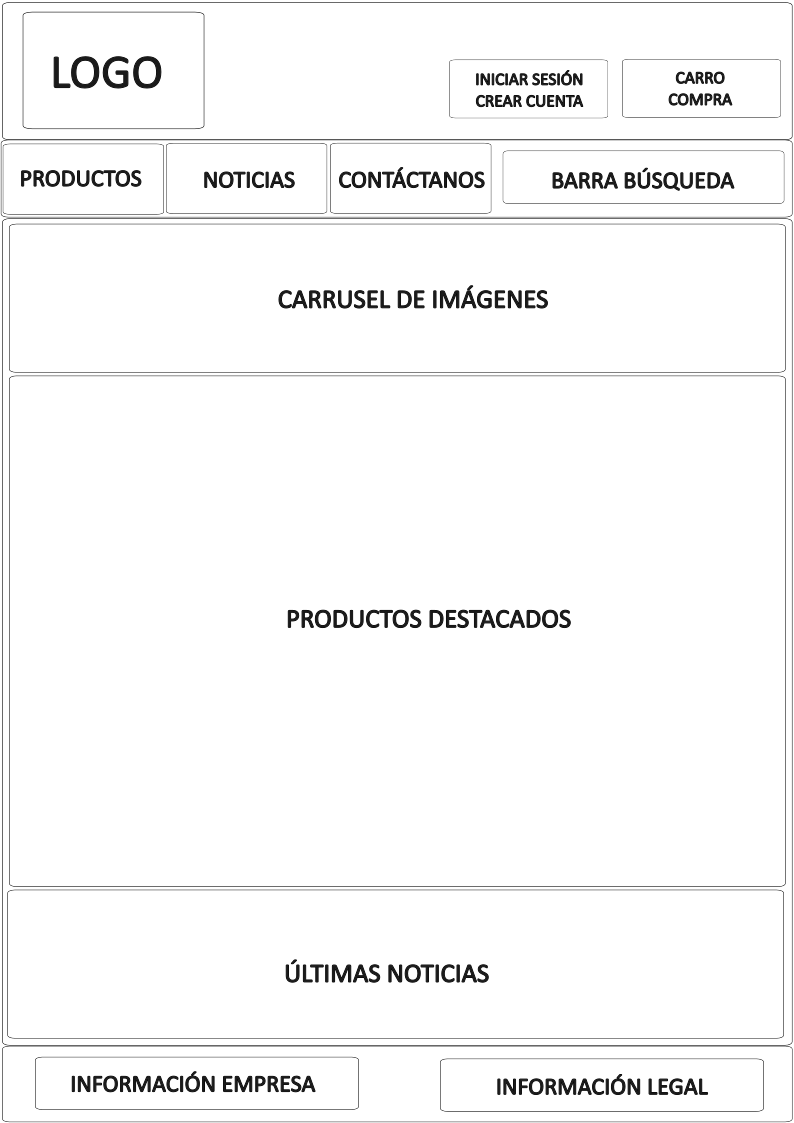 LOGO
INICIAR SESIÓN
CREAR CUENTA
CARRO
COMPRA
PRODUCTOS
NOTICIAS
CONTÁCTANOS
BARRA BÚSQUEDA
CARRUSEL DE IMÁGENES
PRODUCTOS DESTACADOS
ÚLTIMAS NOTICIAS
INFORMACIÓN EMPRESA
INFORMACIÓN LEGAL